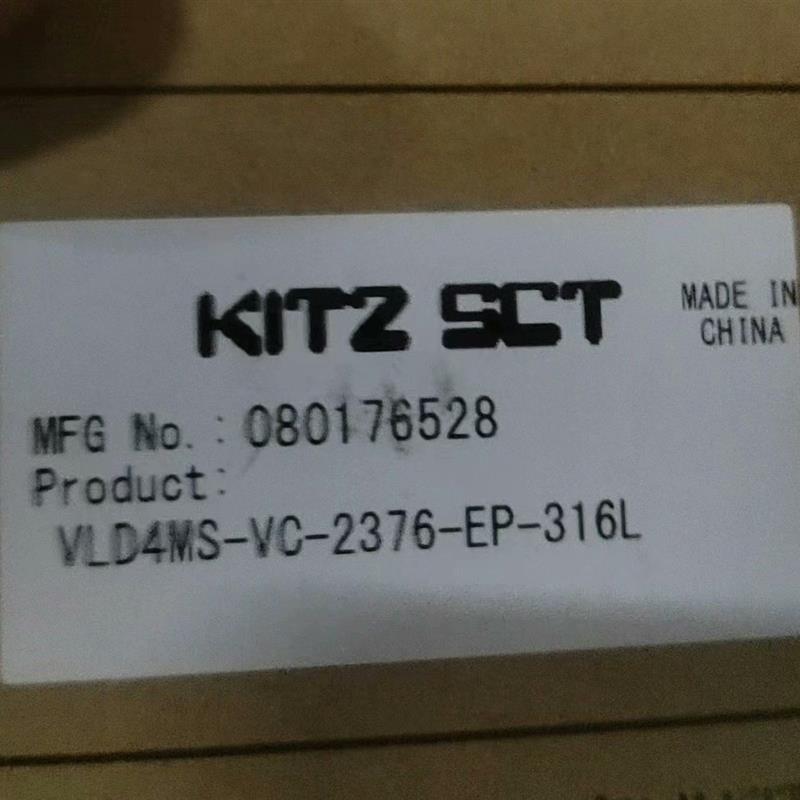 KITZ SCT
MADE IN
CHINA
MFG No.:080176528
Product:
VLD4MS-VC-2376-EP-316L